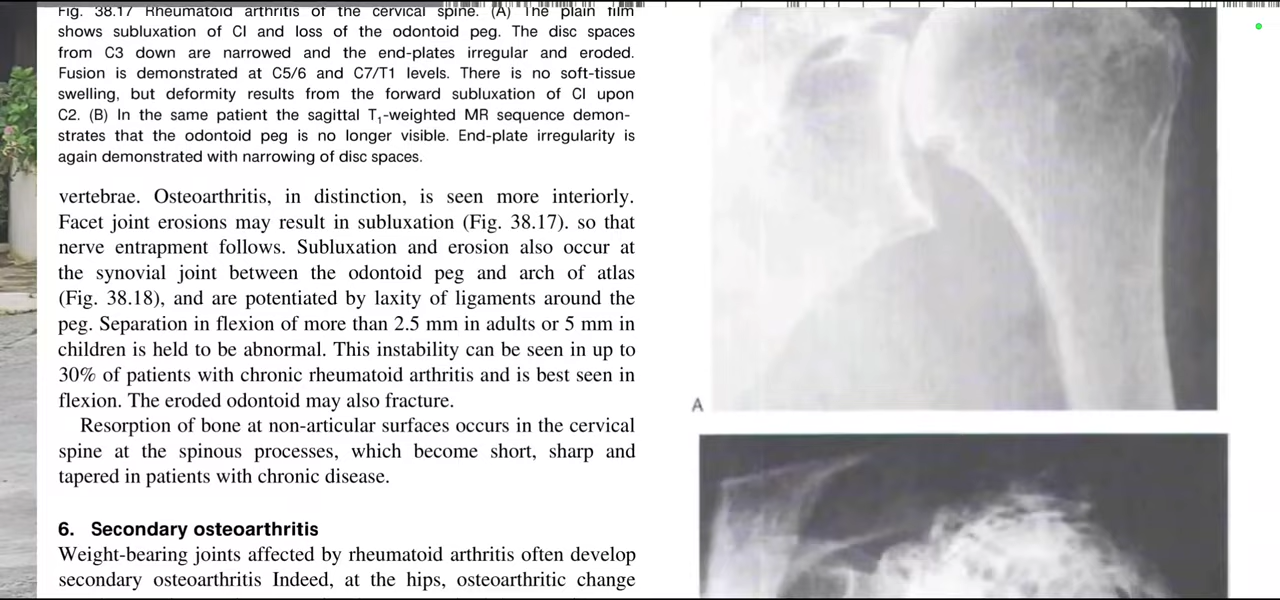 Fig. 38.17 Rheumatoid arthritis of the cervical spine. (A) The plain film
shows subluxation of CI and loss of the odontoid peg. The disc spaces
from C3 down are narrowed and the end-plates irregular and eroded.
Fusion is demonstrated at C5/6 and C7/T1 levels. There is no soft-tissue
swelling, but deformity results from the forward subluxation of CI upon
C2. (B) In the same patient the sagittal T₁-weighted MR sequence demon-
strates that the odontoid peg is no longer visible. End-plate irregularity is
again demonstrated with narrowing of disc spaces.
vertebrae. Osteoarthritis, in distinction, is seen more interiorly.
Facet joint erosions may result in subluxation (Fig. 38.17). so that
nerve entrapment follows. Subluxation and erosion also occur at
the synovial joint between the odontoid peg and arch of atlas
(Fig. 38.18), and are potentiated by laxity of ligaments around the
peg. Separation in flexion of more than 2.5 mm in adults or 5 mm in
children is held to be abnormal. This instability can be seen in up to
30% of patients with chronic rheumatoid arthritis and is best seen in
flexion. The eroded odontoid may also fracture.
Resorption of bone at non-articular surfaces occurs in the cervical
spine at the spinous processes, which become short, sharp and
tapered in patients with chronic disease.
6. Secondary osteoarthritis
Weight-bearing joints affected by rheumatoid arthritis often develop
secondary osteoarthritis Indeed, at the hips, osteoarthritic change
A